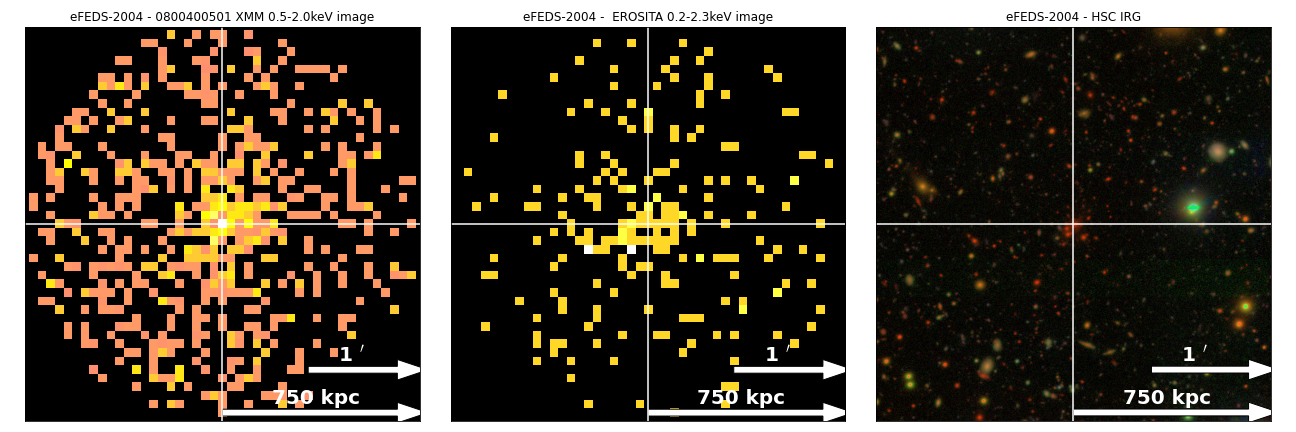 eFEDS-2004 - 0800400501 XMM 0.5-2.0keV image
1 ′
750 kpc
eFEDS-2004 - EROSITA 0.2-2.3keV image
1 ′
750 kpc
eFEDS-2004 - HSC IRG
1 ′
750 kpc